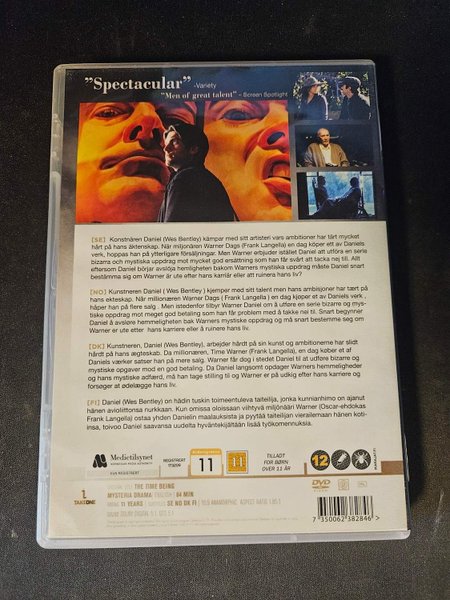 "Spectacular" -Variety
"Men of great talent" – Screen Spotlight
[SE] Konstnären Daniel (Wes Bentley) kämpar med sitt artisteri vars ambitioner har tärt mycket
hårt på hans äktenskap. När miljonären Warner Dags (Frank Langella) en dag köper ett av Daniels
verk, hoppas han på ytterligare försäljningar. Men Warner erbjuder istället Daniel att utföra en serie
bizarra och mystiska uppdrag mot mycket god ersättning som han får svårt att tacka nej till. Allt
eftersom Daniel börjar avslöja hemligheten bakom Warners mystiska uppdrag måste Daniel snart
bestämma sig om Warner är ute efter hans karriär eller att ruinera hans liv?
[NO] Kunstneren Daniel ( Wes Bentley ) kjemper med sitt talent men hans ambisjoner har tært på
hans ekteskap. Når millionæren Warner Dags ( Frank Langella ) en dag kjøper et av Daniels verk ,
håper han på flere salg . Men istedenfor tilbyr Warner Daniel om å utføre en serie bizarre og mys-
tiske oppdrag mot meget god betaling som han får problem med å takke nei til. Snart begynner
Daniel å avsløre hemmeligheten bak Warners mystiske oppdrag og må snart bestemme seg om
Warner er ute etter hans karriere eller å ruinere hans liv.
[DK] Kunstneren, Daniel (Wes Bentley), arbejder hårdt på sin kunst og ambitionerne har slidt
hårdt på hans ægteskab. Da millionæren, Time Warner (Frank Langella), en dag køber et af
Daniels værker satser han på mere salg. Warner får dog i stedet Daniel til at udføre bizarre og
mystiske opgaver mod en god betaling. Da Daniel langsomt opdager Warners hemmeligheder
og hans mystiske adfærd, må han tage stilling til og Warner er på udkig efter hans karriere og
forsøget at ødelægge hans liv.
[FI] Daniel (Wes Bentley) on hädin tuskin toimeentuleva taiteilija, jonka kunnianhimo on ajanut
hänen avioliittonsa nurkkaan. Kun omissa oloissaan viihtyvä miljonääri Warner (Oscar-ehdokas
Frank Langella) ostaa yhden Danielin maalauksista ja pyytää taiteilijan vierailemaan hänen koti-
insa, toivoo Daniel saavansa uudelta hyväntekijältään lisää työkomennuksia.
Medietilsynet
REGISTRERT
11
11
TILLADT
FOR BØRN
OVER 11 ÅR
12
1.
TAKEONE
THE TIME BEING
MYSTERIA DRAMA
84 MIN
11 YEARS
SE NO DK FI
DVD
VIDEO
7 350062 382846 >